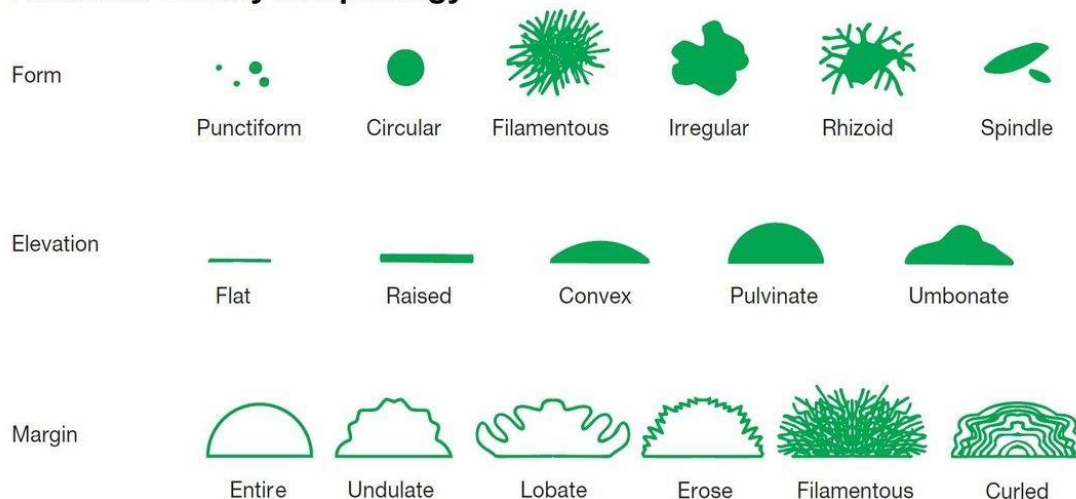 Form
Punctiform Circular Filamentous Irregular Rhizoid Spindle
Elevation
Flat Raised Convex Pulvinate Umbonate
Margin
Entire Undulate Lobate Erose Filamentous Curled